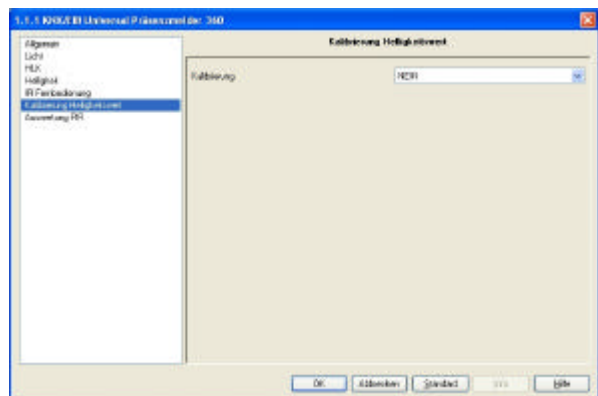 1.1.1 KNX/EIB Universal Präsenzmelder 360
Allgemein
Licht
HLK
Helligkeit
IR Fernbedienung
Kalibrierung Helligkeitswert
Auswertung PIR
Kalibrierung Helligkeitswert
Kalibrierung
NEIN
OK
Abbrechen
Standard
Hilfe